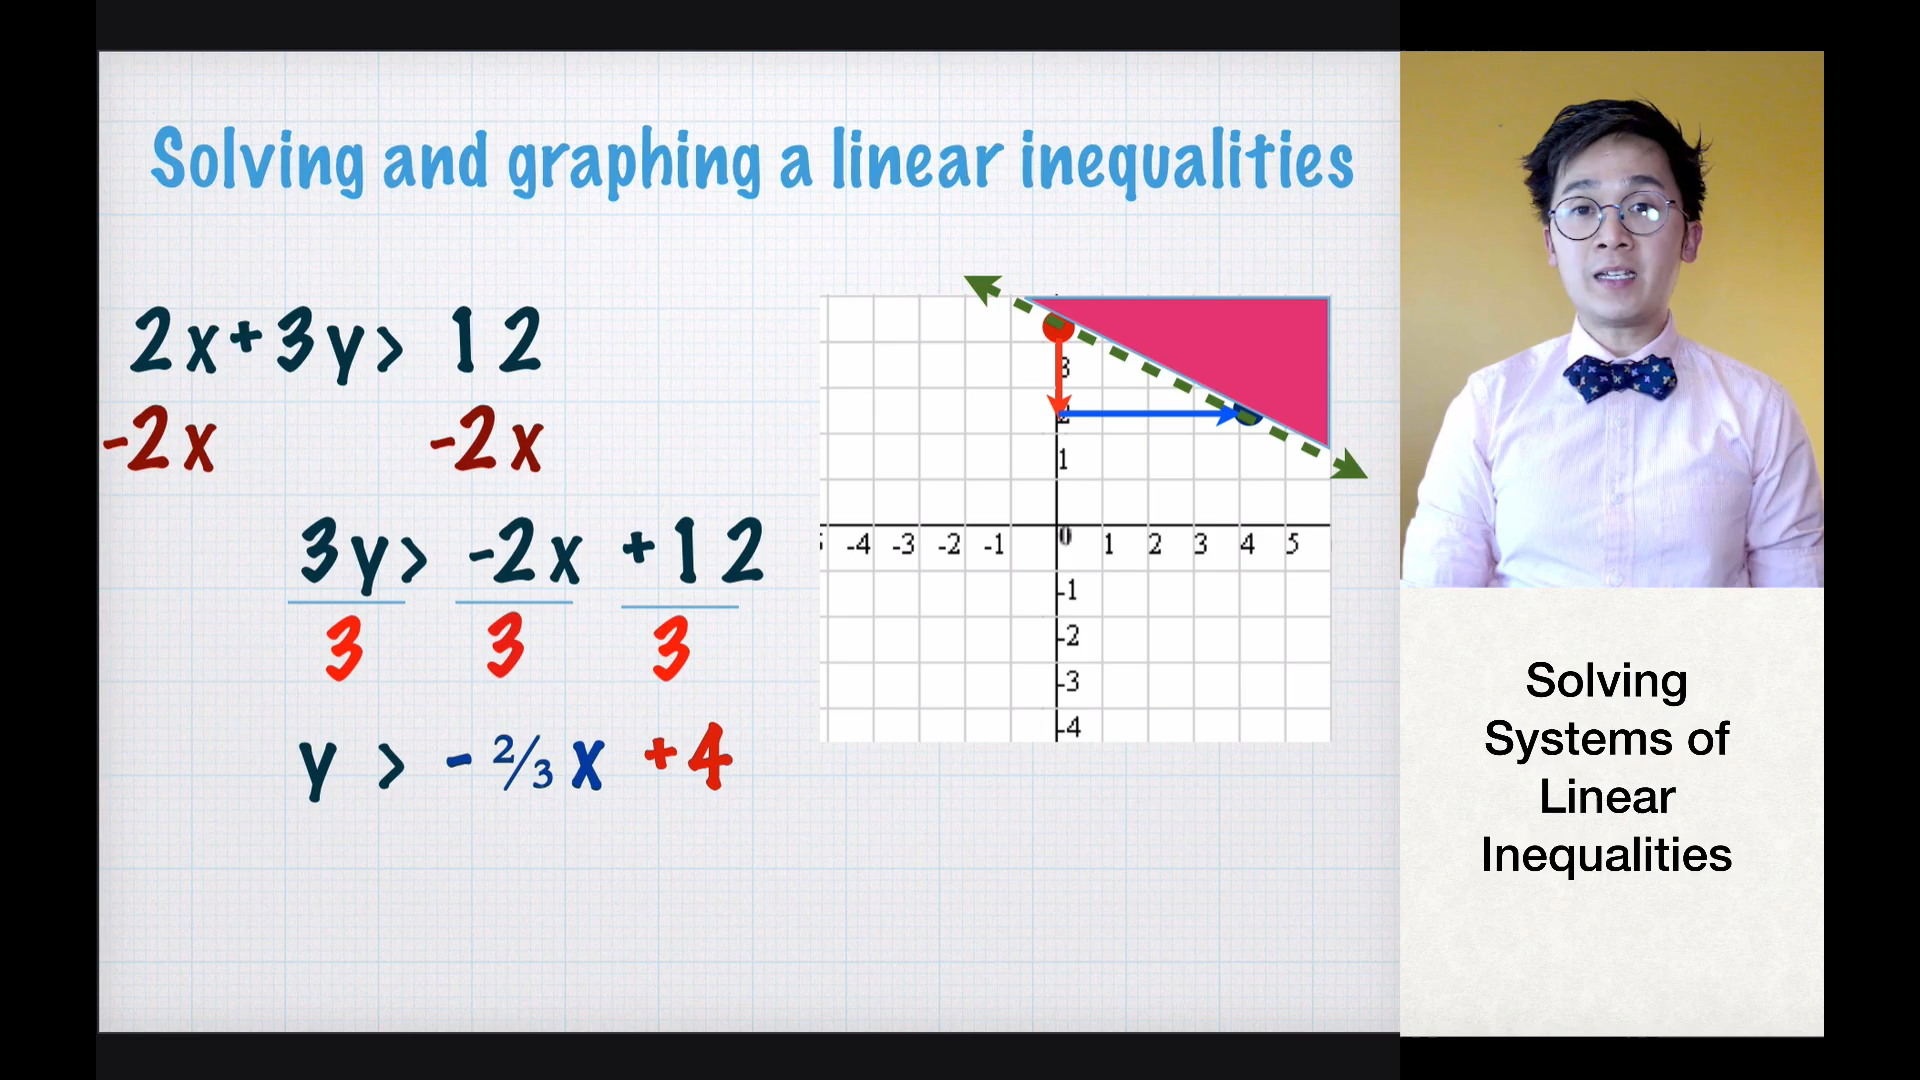 Solving and graphing a linear inequalities
2x+3y> 12
-2x -2x
3y> -2x +12
3 3 3
y > - ⅔ x +4
3
2
1
0
-4 -3 -2 -1 1 2 3 4 5
-1
-2
-3
-4
Solving
Systems of
Linear
Inequalities